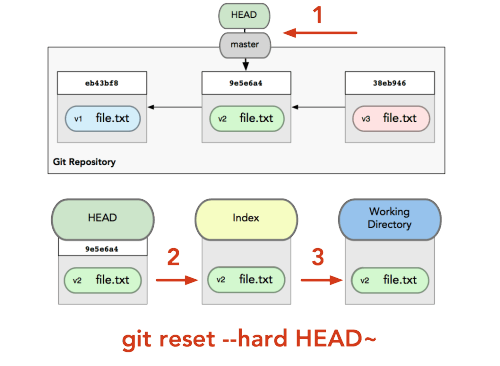 HEAD
1
master
eb43bf8
9e5e6a4
38eb946
v1 file.txt
v2 file.txt
v3 file.txt
Git Repository
HEAD
Index
Working
Directory
9e5e6a4
2
3
v2 file.txt
v2 file.txt
v2 file.txt
git reset --hard HEAD~